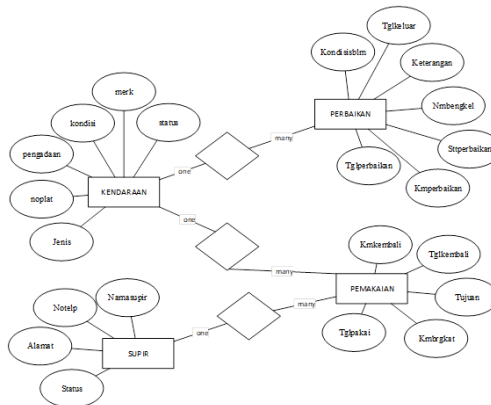 Tglkeluar
Kondisisblm
merk
Keterangan
kondisi
status
Nmbengkel
PERBAIKAN
many
pengadaan
Sttperbaikan
one
Tglperbaikan
KENDARAAN
Kmperbaikan
noplat
one
Jenis
Kmkembali
Tglkembali
many
PEMAKAIAN
Namasupir
Notelp
Tujuan
many
Tglpakai
Kmbrgkat
one
Alamat
SUPIR
Status